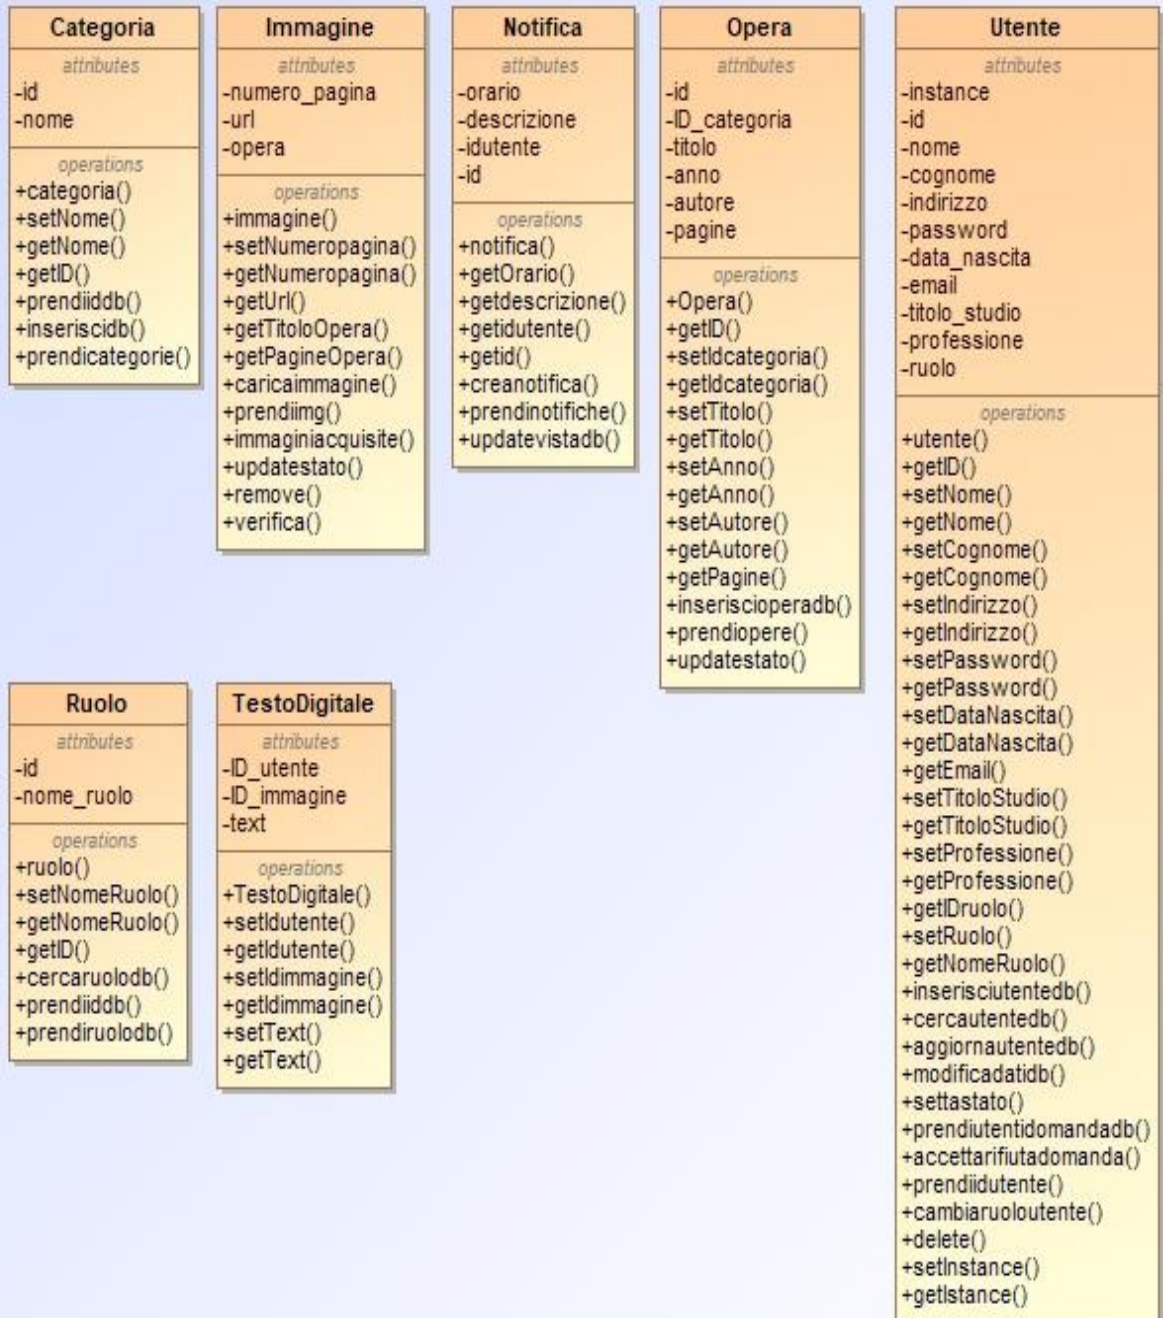 Categoria
attributes
-id
-nome
operations
+categoria()
+setNome()
+getNome()
+getID()
+prendiiddb()
+inseriscidb()
+prendicategorie()
Immagine
attributes
-numero_pagina
-url
-opera
operations
+immagine()
+setNumeropagina()
+getNumeropagina()
+getUrl()
+getTitoloOpera()
+getPagineOpera()
+caricaimmagine()
+prendiimg()
+immaginiacquisite()
+updatestato()
+remove()
+verifica()
Notifica
attributes
-orario
-descrizione
-idutente
-id
operations
+notifica()
+getOrario()
+getdescrizione()
+getidutente()
+getid()
+creanotifica()
+prendinotifiche()
+updatevistadb()
Opera
attributes
-id
-ID_categoria
-titolo
-anno
-autore
-pagine
operations
+Opera()
+getID()
+setIdcategoria()
+getIdcategoria()
+setTitolo()
+getTitolo()
+setAnno()
+getAnno()
+setAutore()
+getAutore()
+getPagine()
+inseriscioperadb()
+prendiopere()
+updatestato()
Utente
attributes
-instance
-id
-nome
-cognome
-indirizzo
-password
-data_nascita
-email
-titolo_studio
-professione
-ruolo
operations
+utente()
+getID()
+setNome()
+getNome()
+setCognome()
+getCognome()
+setIndirizzo()
+getIndirizzo()
+setPassword()
+getPassword()
+setDataNascita()
+getDataNascita()
+getEmail()
+setTitoloStudio()
+getTitoloStudio()
+setProfessione()
+getProfessione()
+getIDruolo()
+setRuolo()
+getNomeRuolo()
+inserisciutentedb()
+cercautentedb()
+aggiornautentedb()
+modificadatidb()
+settastato()
+prendiutentidomandadb()
+accettarifiutadomanda()
+prendiidutente()
+cambiaruoloutente()
+delete()
+setInstance()
+getIstance()
Ruolo
attributes
-id
-nome_ruolo
operations
+ruolo()
+setNomeRuolo()
+getNomeRuolo()
+getID()
+cercaruolodb()
+prendiiddb()
+prendiruolodb()
TestoDigitale
attributes
-ID_utente
-ID_immagine
-text
operations
+TestoDigitale()
+setIdutente()
+getIdutente()
+setIdimmagine()
+getIdimmagine()
+setText()
+getText()